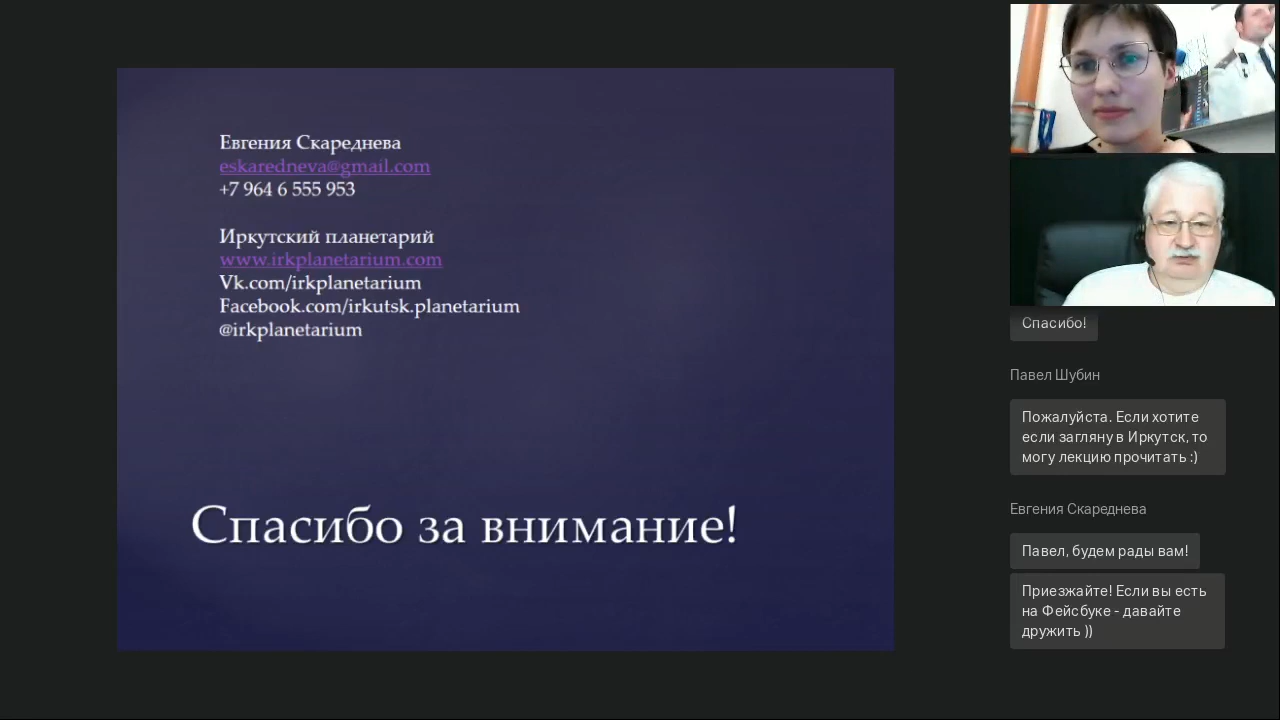 Евгения Скареднева
eskaredneva@gmail.com
+7 964 6 555 953
Иркутский планетарий
www.irkplanetarium.com
Vk.com/irkplanetarium
Facebook.com/irkutsk.planetarium
@irkplanetarium
Спасибо за внимание!
Спасибо!
Павел Шубин
Пожалуйста. Если хотите
если загляну в Иркутск, то
могу лекцию прочитать :)
Евгения Скареднева
Павел, будем рады вам!
Приезжайте! Если вы есть
на Фейсбуке - давайте
дружить ))